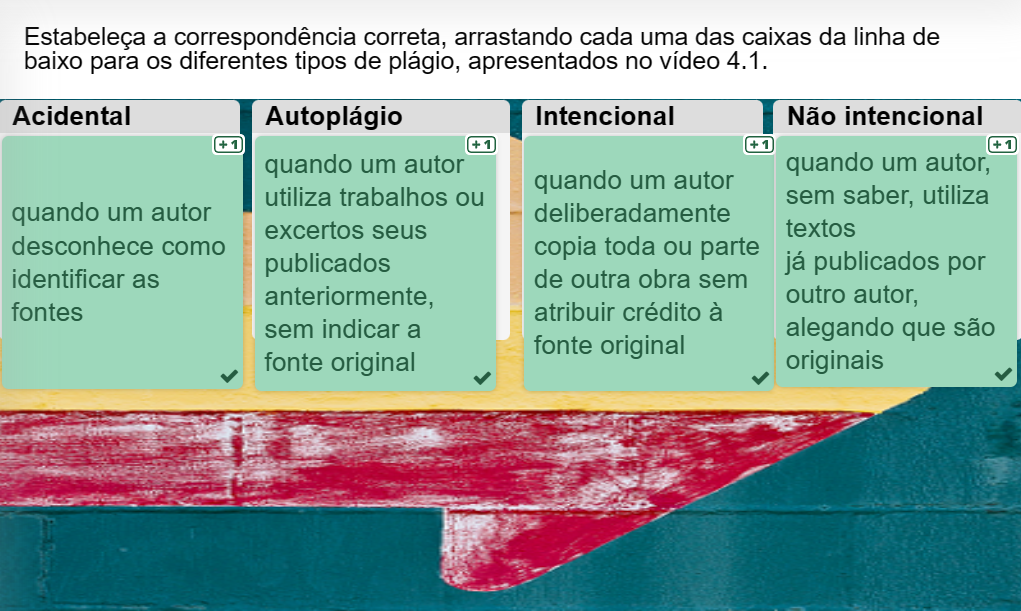 Estabeleça a correspondência correta, arrastando cada uma das caixas da linha de
baixo para os diferentes tipos de plágio, apresentados no vídeo 4.1.
Acidental
+1
quando um autor
desconhece como
identificar as
fontes
Autoplágio
+1
quando um autor
utiliza trabalhos ou
excertos seus
publicados
anteriormente,
sem indicar a
fonte original
Intencional
+1
quando um autor
deliberadamente
copia toda ou parte
de outra obra sem
atribuir crédito à
fonte original
Não intencional
+1
quando um autor,
sem saber, utiliza
textos
já publicados por
outro autor,
alegando que são
originais